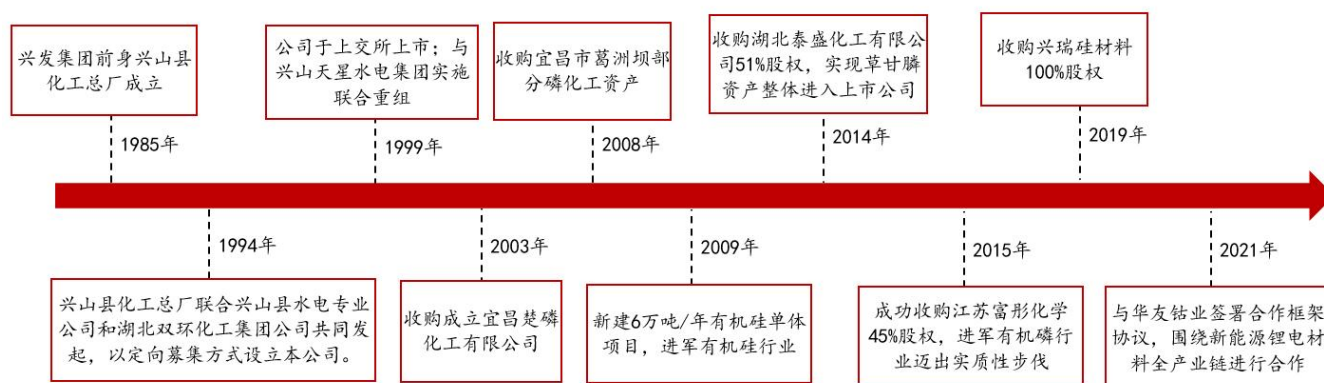 兴发集团前身兴山县
化工总厂成立
1985年
公司于上交所上市；与
兴山天星水电集团实施
联合重组
1999年
收购宜昌市葛洲坝部
分磷化工资产
2008年
收购湖北泰盛化工有限公
司51%股权，实现草甘膦
资产整体进入上市公司
2014年
收购兴瑞硅材料
100%股权
2019年
1994年
兴山县化工总厂联合兴山县水电专业
公司和湖北双环化工集团公司共同发
起，以定向募集方式设立本公司。
2003年
收购成立宜昌楚磷
化工有限公司
2009年
新建6万吨/年有机硅单体
项目，进军有机硅行业
2015年
成功收购江苏富彤化学
45%股权，进军有机磷行
业迈出实质性步伐
2021年
与华友钴业签署合作框架
协议，围绕新能源锂电材
料全产业链进行合作